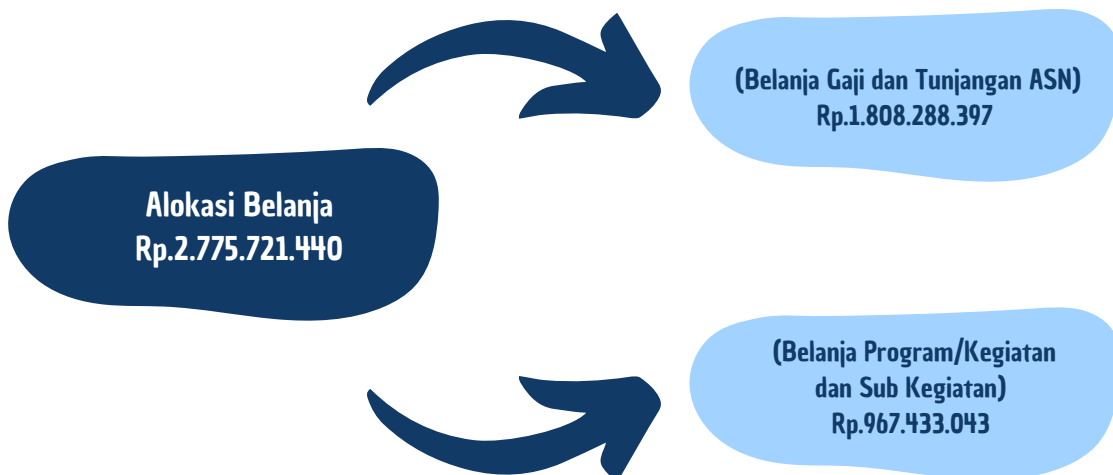 (Belanja Gaji dan Tunjangan ASN)
Rp.1.808.288.397
Alokasi Belanja
Rp.2.775.721.440
(Belanja Program/Kegiatan
dan Sub Kegiatan)
Rp.967.433.043